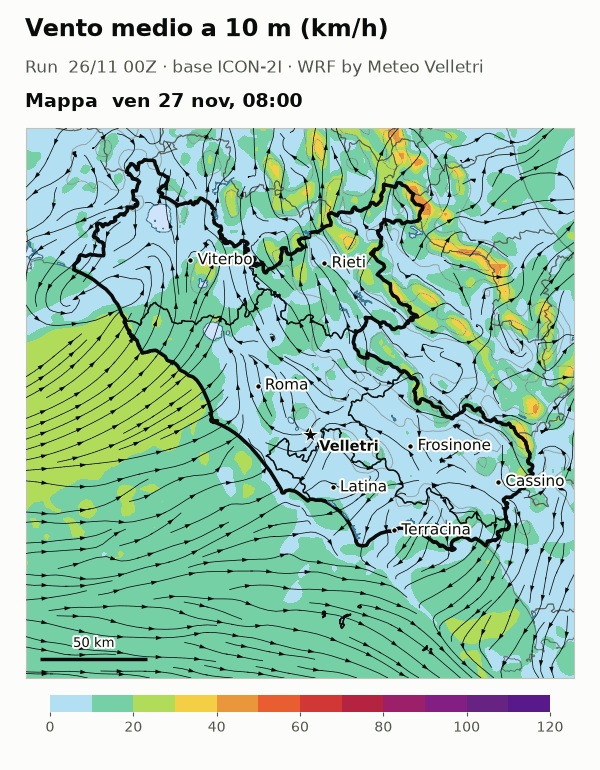 Vento medio a 10 m (km/h)
Run  26/11 00Z · base ICON-2I · WRF by Meteo Velletri
Mappa  ven 27 nov, 08:00
Viterbo
Rieti
Roma
Velletri
Frosinone
Cassino
Latina
Terracina
50 km
0 20 40 60 80 100 120